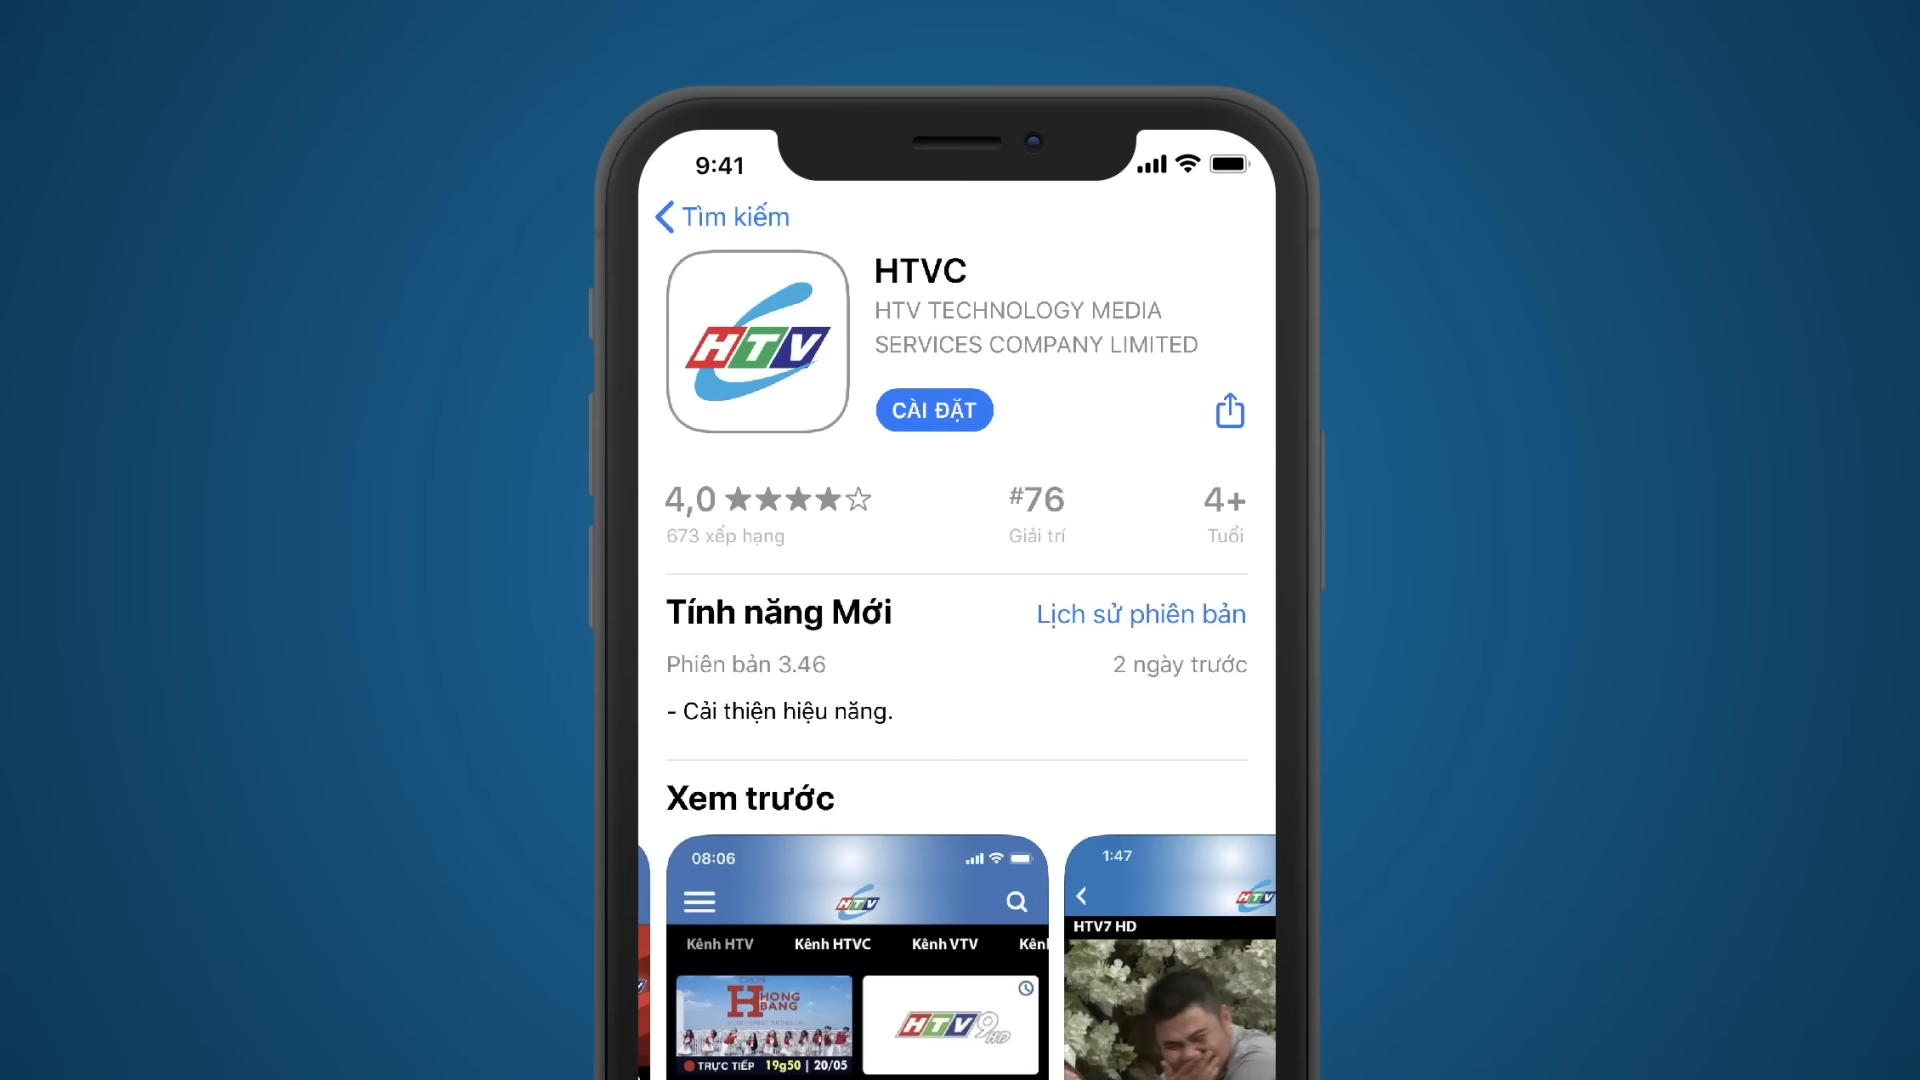 9:41
Tìm kiếm
HTV
HTVC
HTV TECHNOLOGY MEDIA
SERVICES COMPANY LIMITED
CÀI ĐẶT
4,0
673 xếp hạng
#76
Giải trí
4+
Tuổi
Tính năng Mới
Lịch sử phiên bản
Phiên bản 3.46
2 ngày trước
- Cải thiện hiệu năng.
Xem trước
08:06
HTV
Kênh HTV
Kênh HTVC
Kênh VTV
HONG
BANG
TRỰC TIẾP 19g50 | 20/05
HTV9
HD
1:47
HTV
HTV7 HD